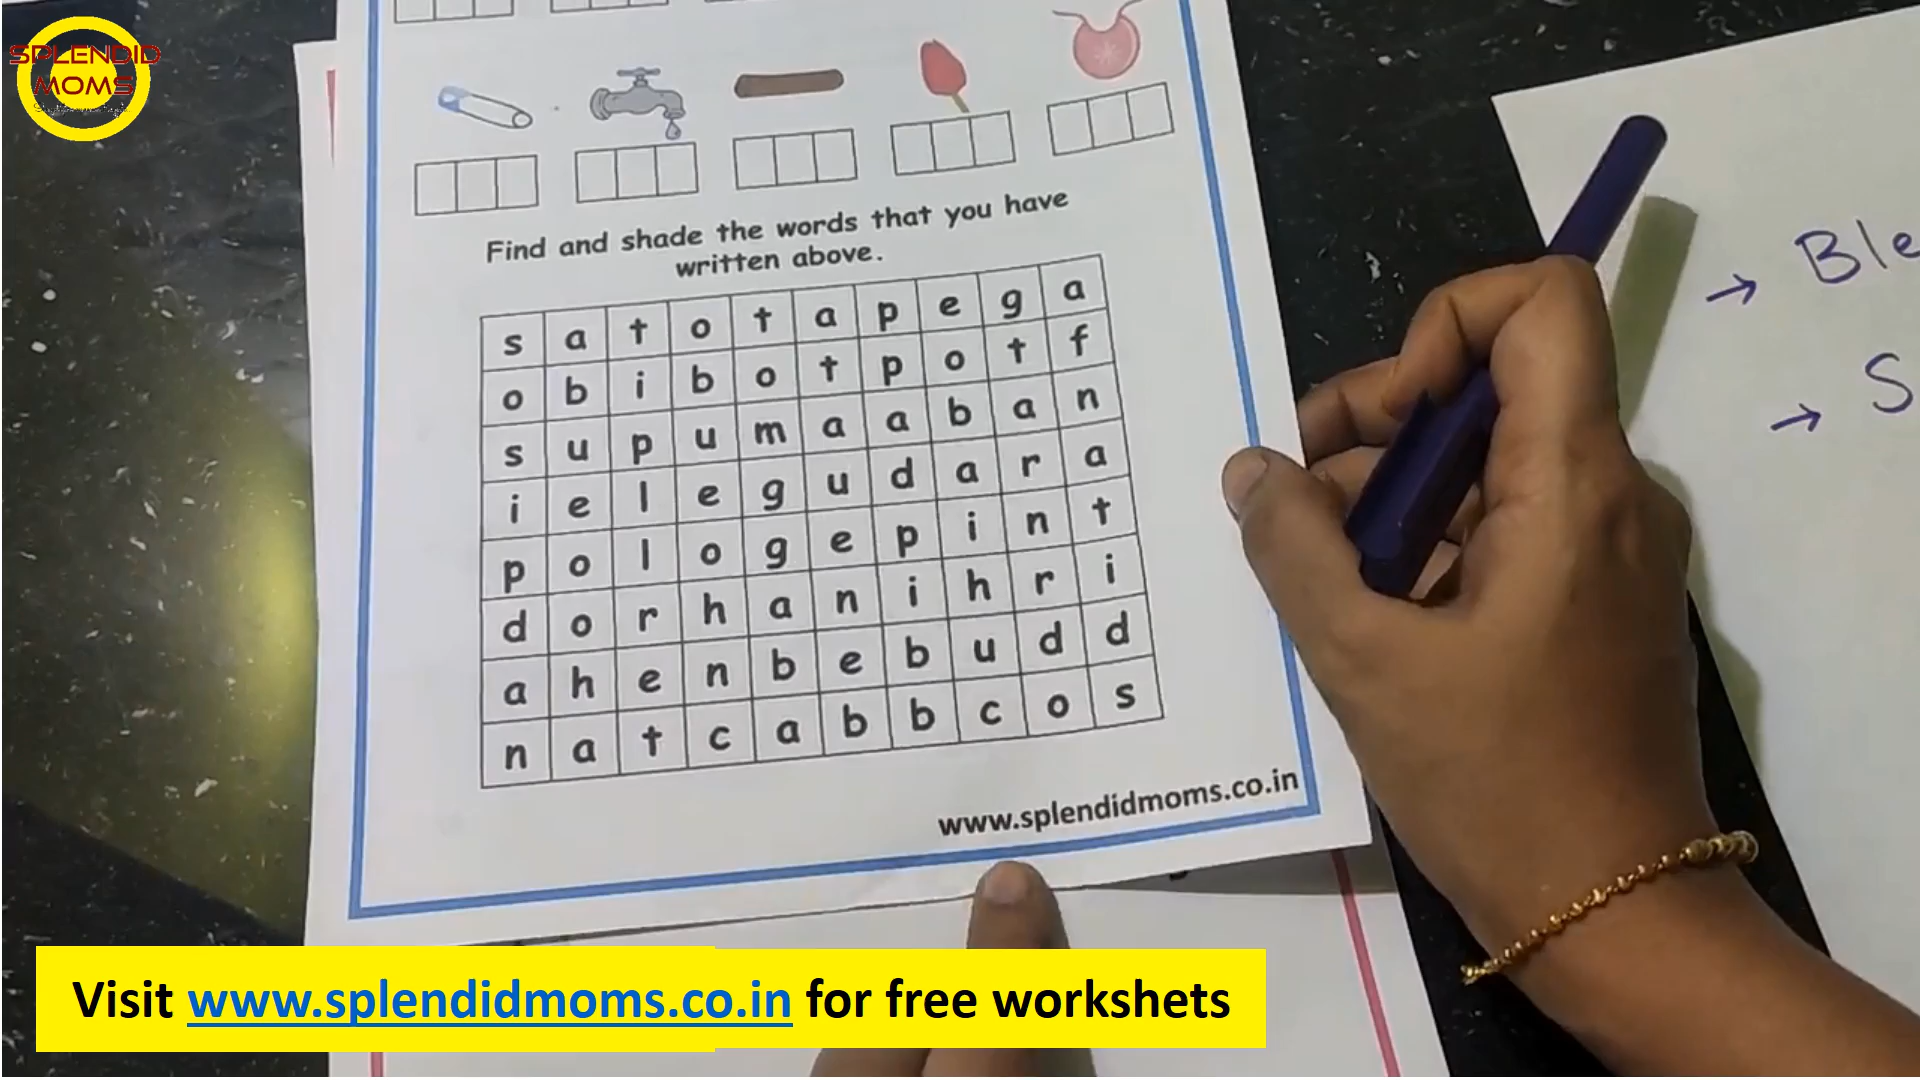 SPLENDID
MOMS
Find and shade the words that you have
written above.
s a t o t a p e g a
o b i b o t p o t f
s u p u m a a b a n
i e l e g u d a r a
p o l o g e p i n t
d o r h a n i h r i
a h e n b e b u d d
n a t c a b b c o s
www.splendidmoms.co.in
→ Ble
→ S
Visit www.splendidmoms.co.in for free workshets